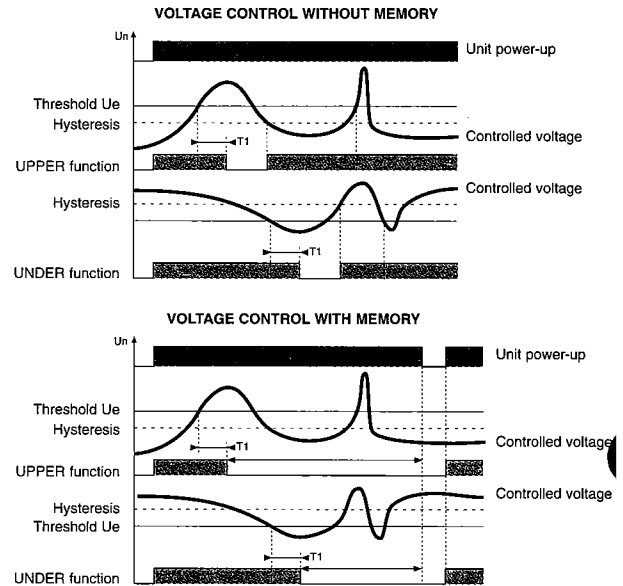 VOLTAGE CONTROL WITHOUT MEMORY
Un
Unit power-up
Threshold Ue
Hysteresis
Controlled voltage
T1
UPPER function
Controlled voltage
Hysteresis
T1
UNDER function
VOLTAGE CONTROL WITH MEMORY
Un
Unit power-up
Threshold Ue
Hysteresis
Controlled voltage
T1
UPPER function
Controlled voltage
Hysteresis
Threshold Ue
T1
UNDER function